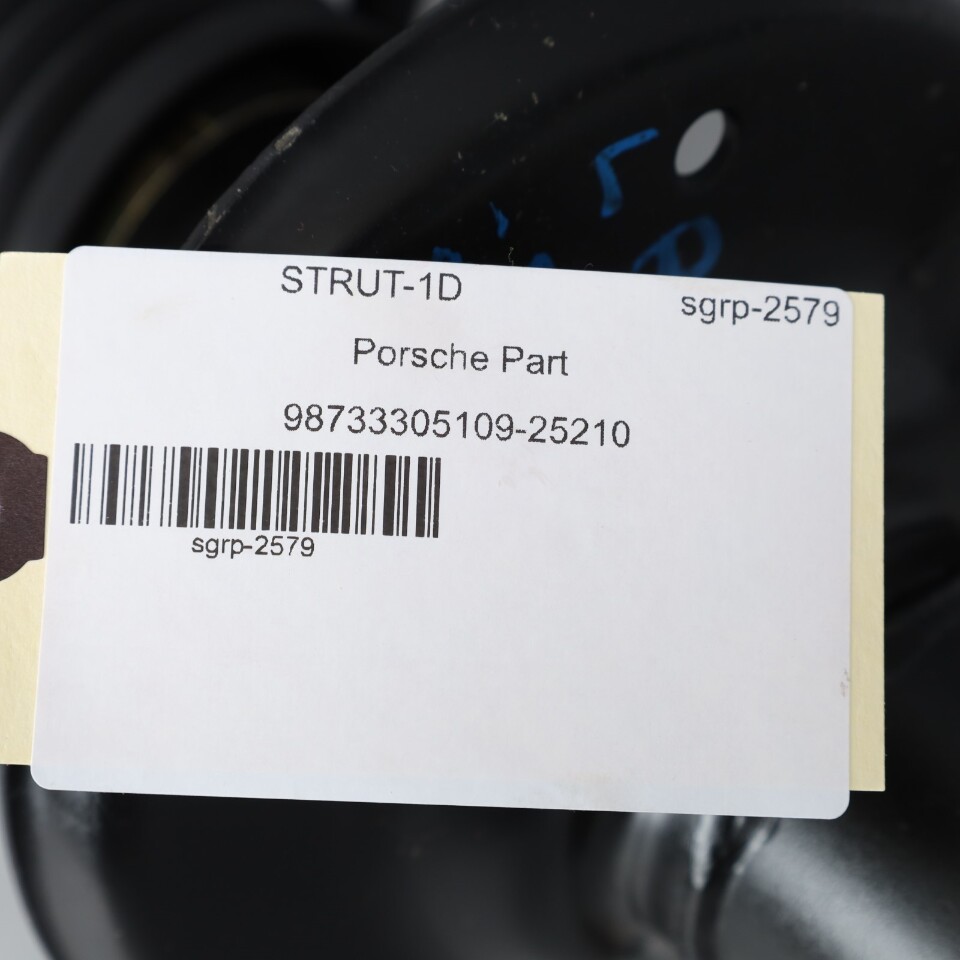 STRUT-1D
sgrp-2579
Porsche Part
98733305109-25210
sgrp-2579